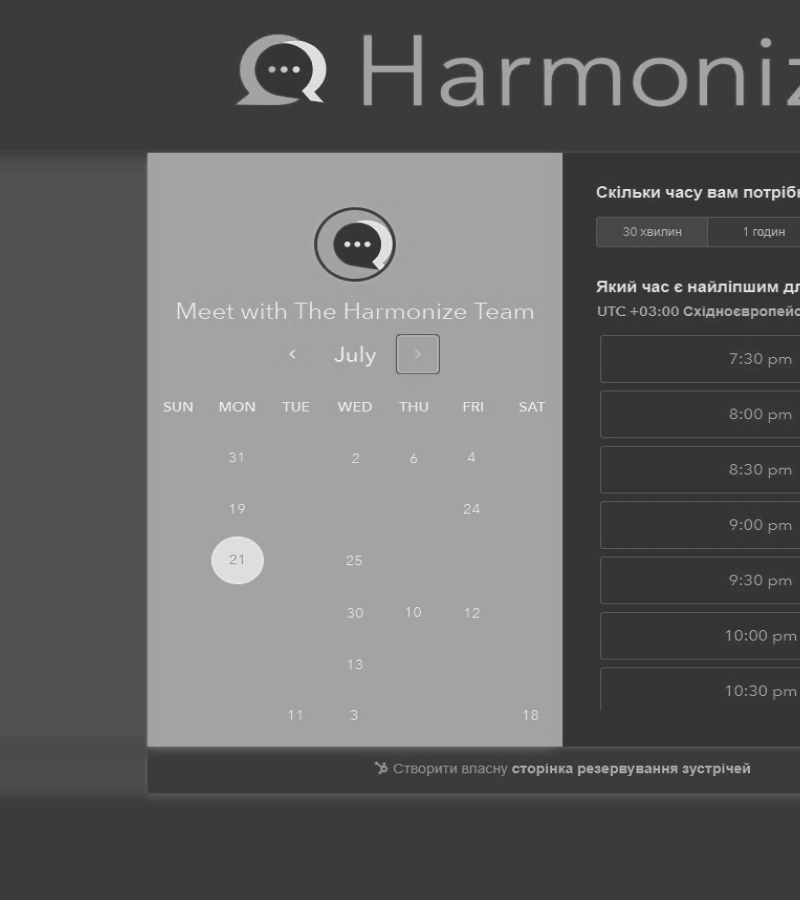 Harmoniz
Meet with The Harmonize Team
July
SUN MON TUE WED THU FRI SAT
31 2 6 4
19 24
21 25
30 10 12
13
11 3 18
Скільки часу вам потрібн
30 хвилин 1 годин
Який час є найліпшим дл
UTC +03:00 Східноєвропейс
7:30 pm
8:00 pm
8:30 pm
9:00 pm
9:30 pm
10:00 pm
10:30 pm
Створити власну сторінка резервування зустрічей